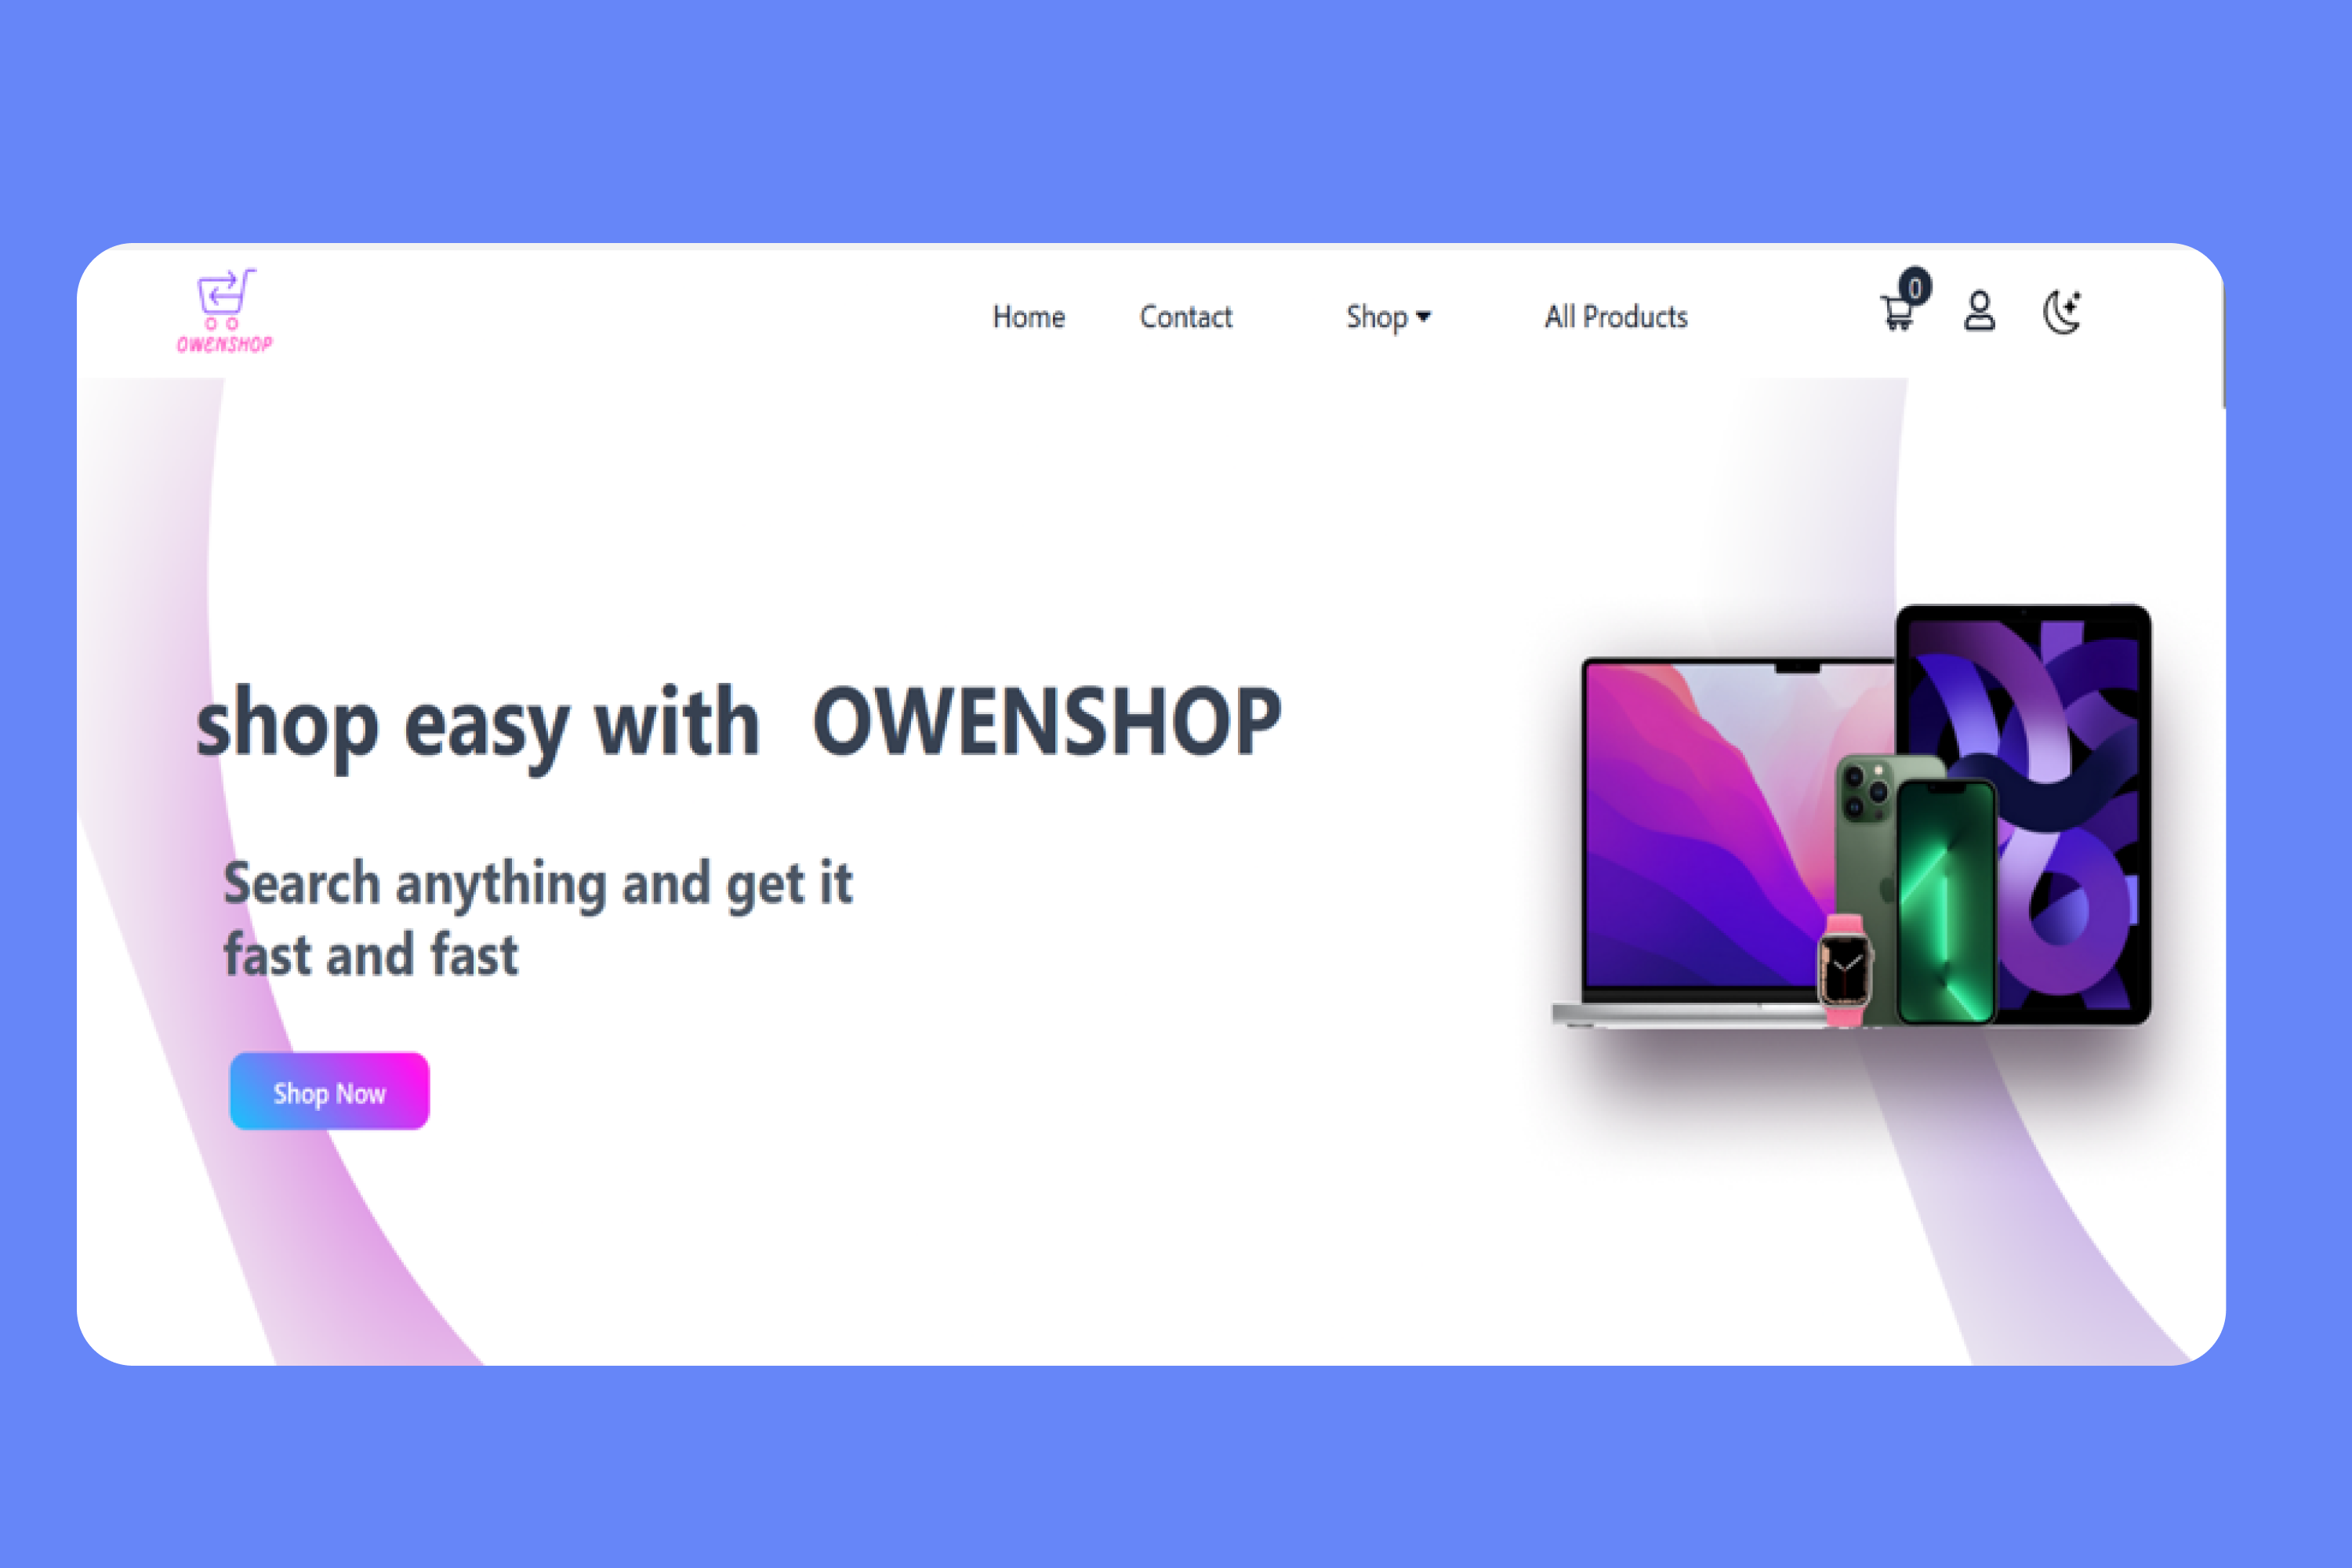 OWENSHOP
Home Contact Shop All Products 0
shop easy with OWENSHOP
Search anything and get it
fast and fast
Shop Now